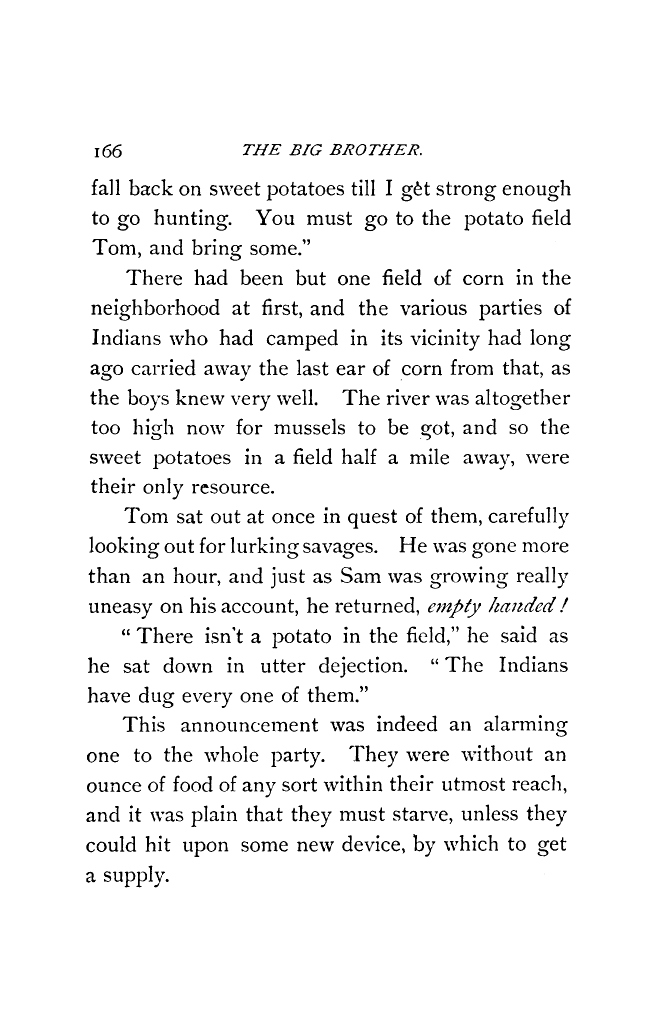 166 THE BIG BROTHER.
fall back on sweet potatoes till I get strong enough
to go hunting. You must go to the potato field
Tom, and bring some."
There had been but one field of corn in the
neighborhood at first, and the various parties of
Indians who had camped in its vicinity had long
ago carried away the last ear of corn from that, as
the boys knew very well. The river was altogether
too high now for mussels to be got, and so the
sweet potatoes in a field half a mile away, were
their only resource.
Tom sat out at once in quest of them, carefully
looking out for lurking savages. He was gone more
than an hour, and just as Sam was growing really
uneasy on his account, he returned, empty handed!
"There isn't a potato in the field," he said as
he sat down in utter dejection. "The Indians
have dug every one of them."
This announcement was indeed an alarming
one to the whole party. They were without an
ounce of food of any sort within their utmost reach,
and it was plain that they must starve, unless they
could hit upon some new device, by which to get
a supply.